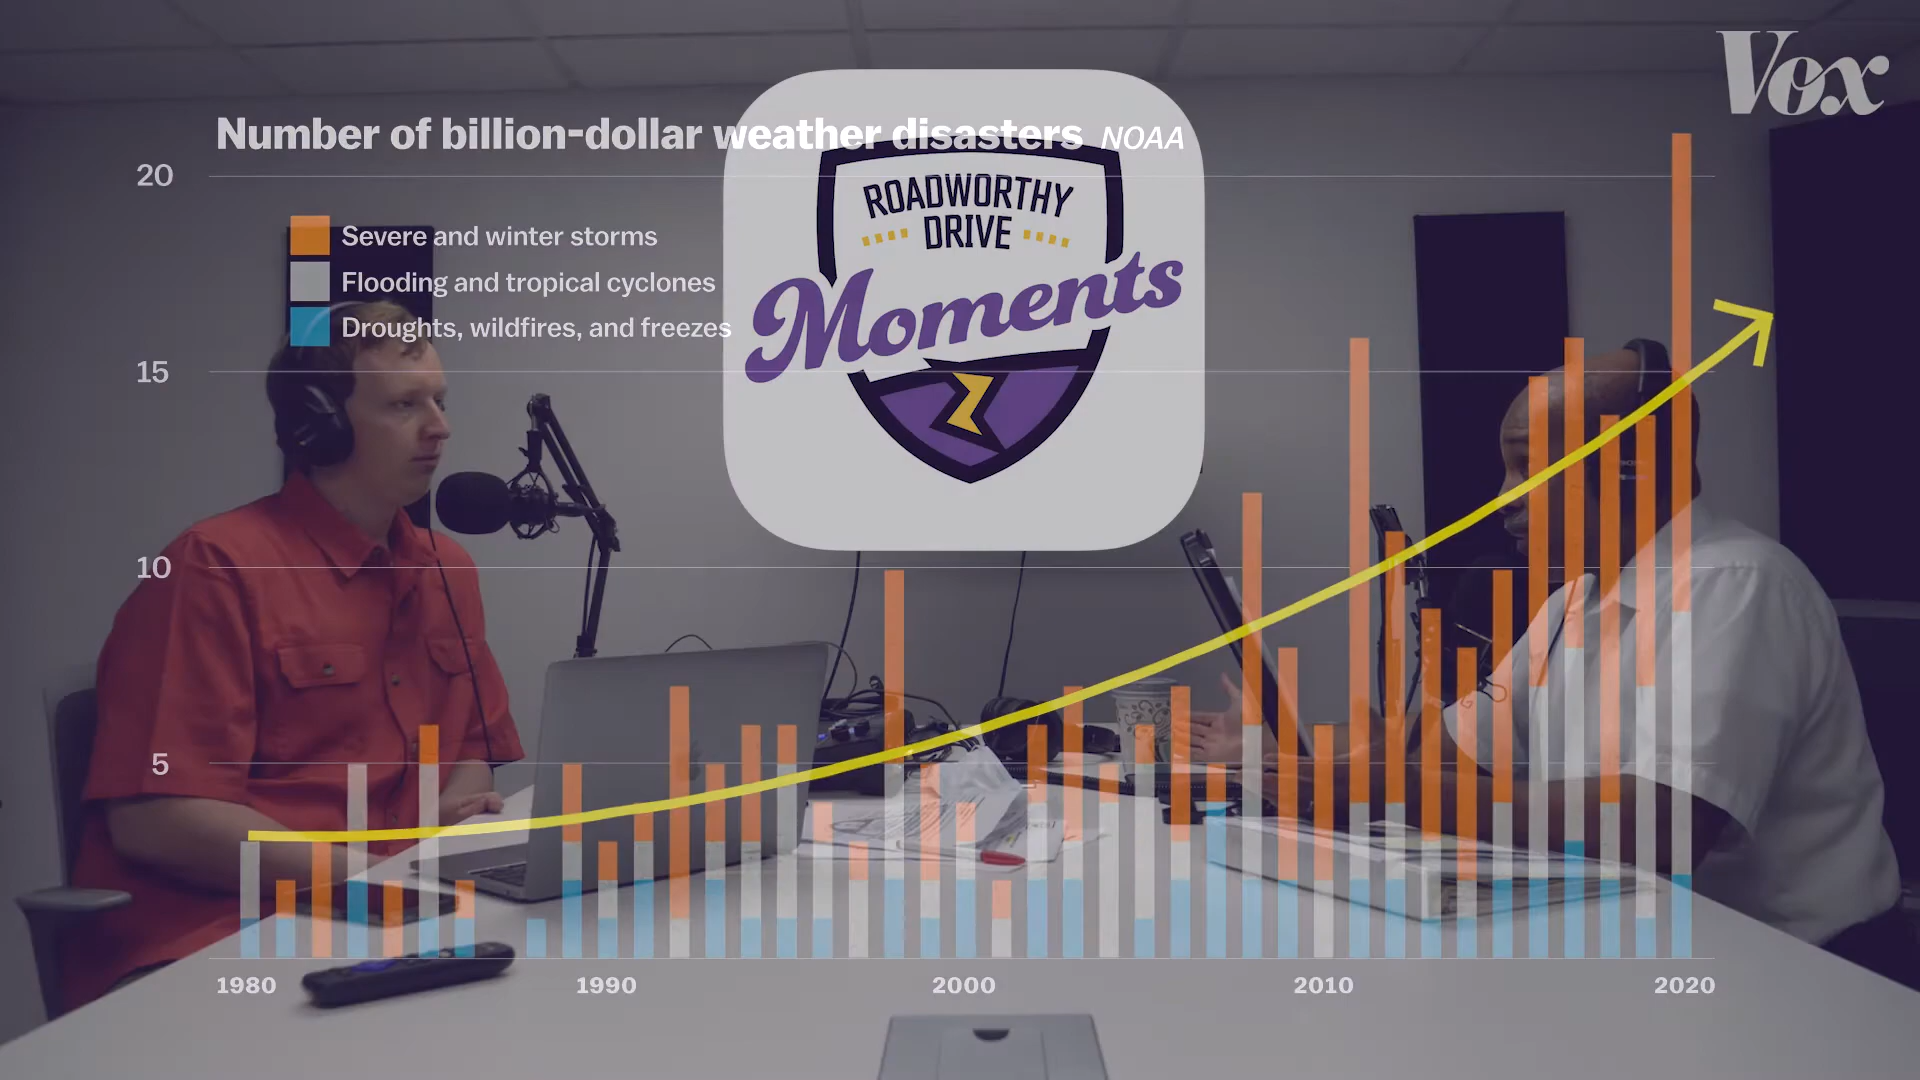 Vox
Number of billion-dollar weather disasters NOAA
20
ROADWORTHY
DRIVE
Moments
Severe and winter storms
Flooding and tropical cyclones
Droughts, wildfires, and freezes
15
10
5
1980 1990 2000 2010 2020